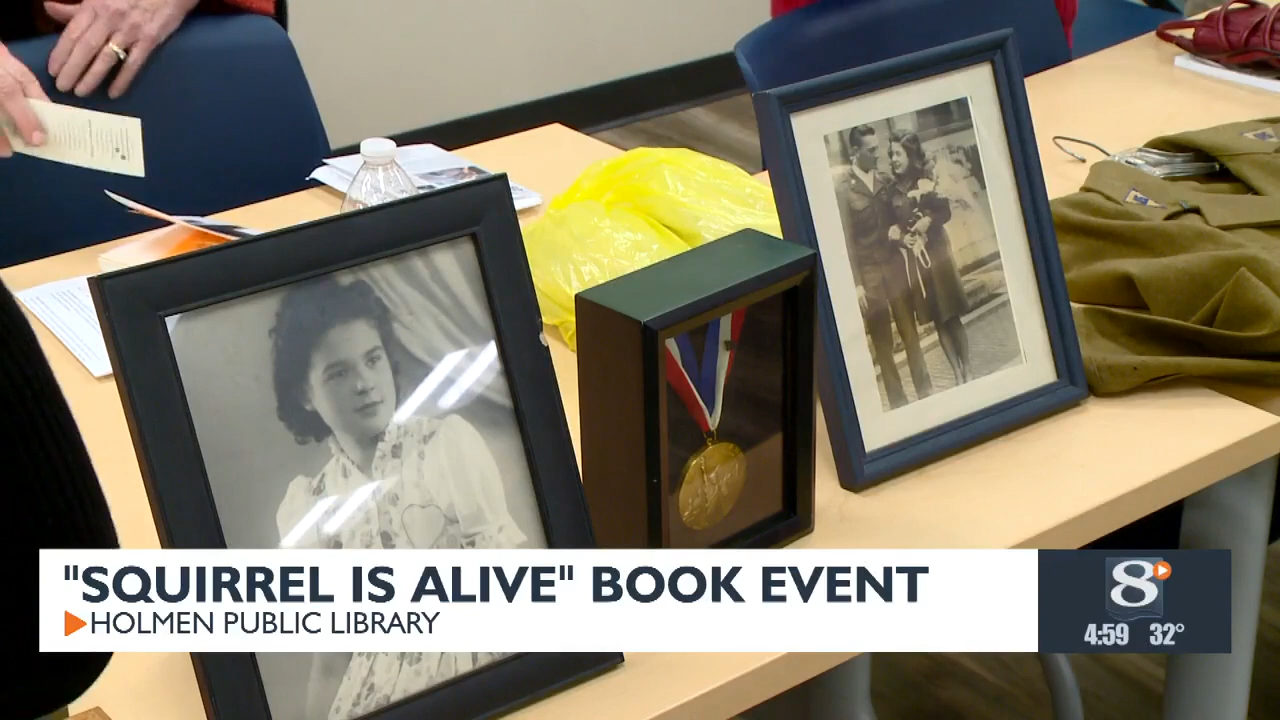 "SQUIRREL IS ALIVE" BOOK EVENT
HOLMEN PUBLIC LIBRARY
8
4:59 32°